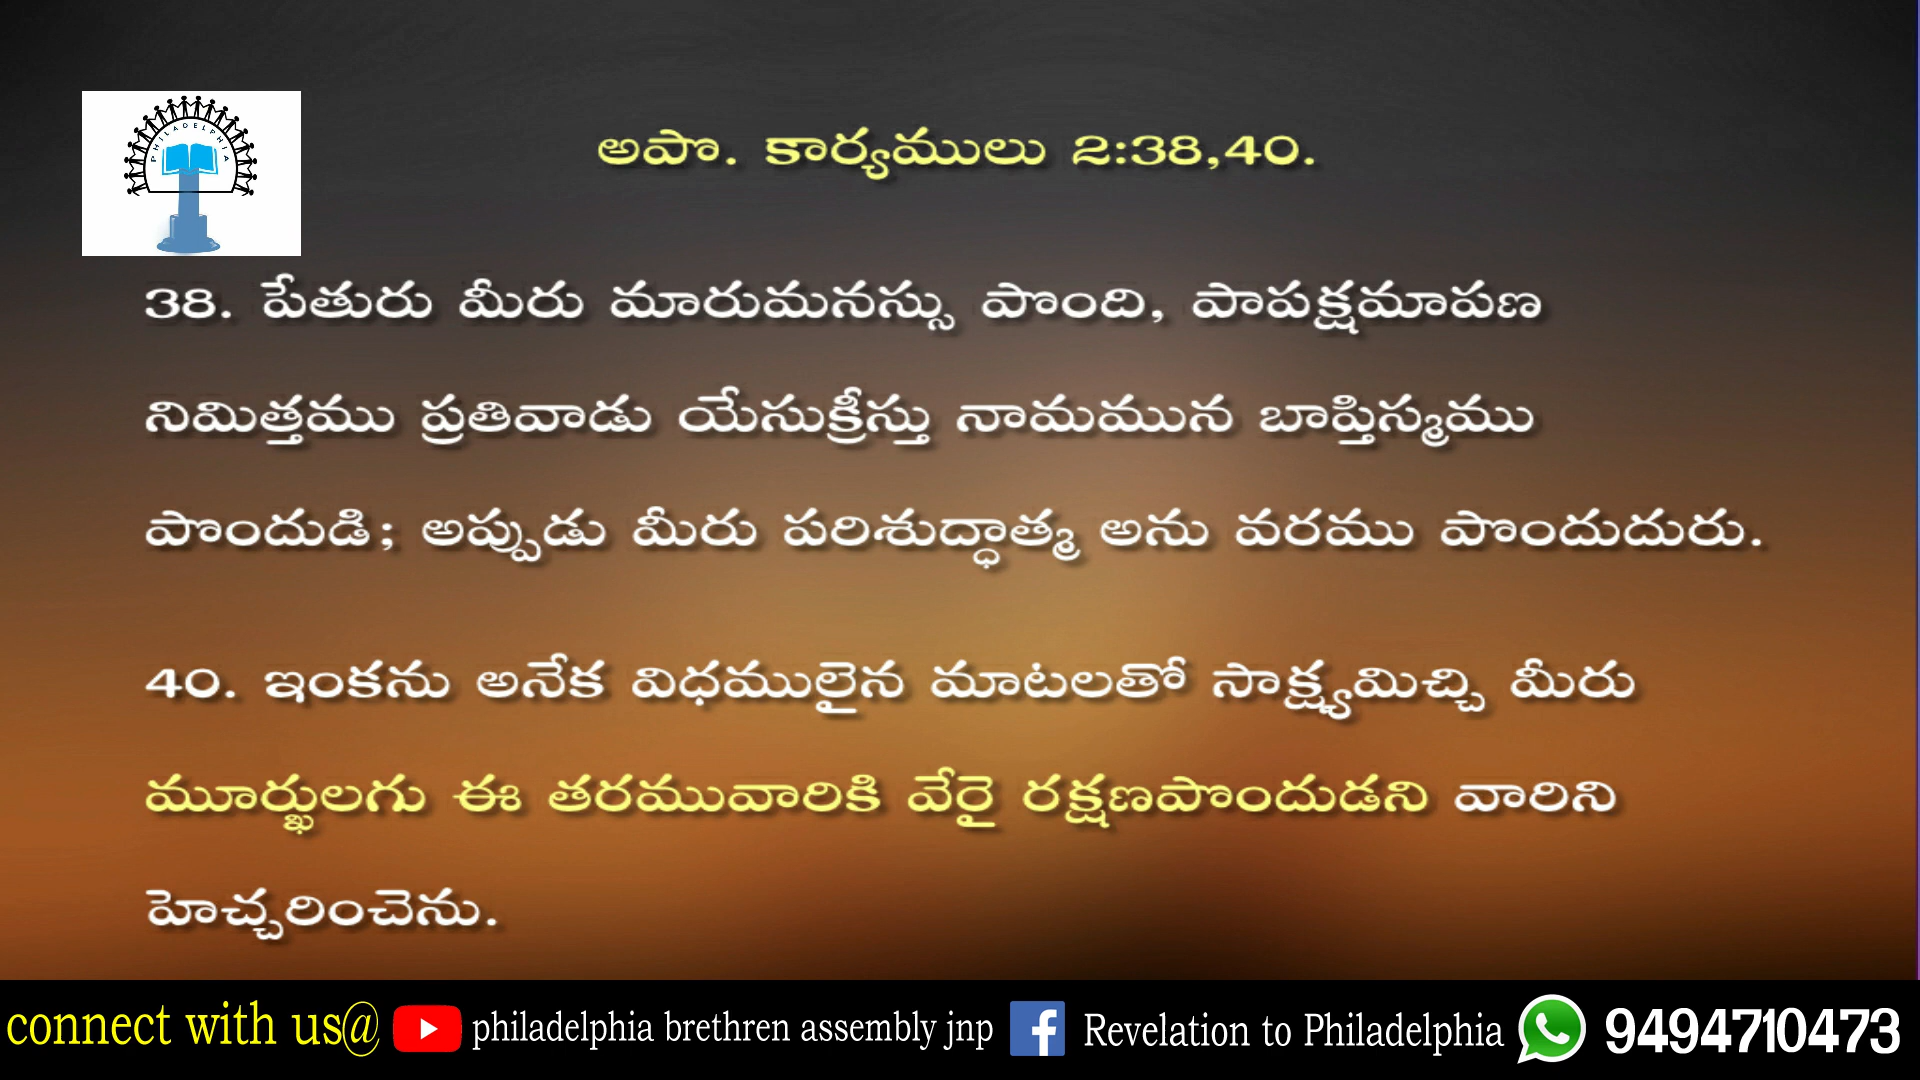 PHILADELPHIA
అపొ. కార్యములు 2:38,40.
38. పేతురు మీరు మారుమనస్సు పొంది, పాపక్షమాపణ
నిమిత్తము ప్రతివాడు యేసుక్రీస్తు నామమున బాప్తిస్మము
పొందుడి; అప్పుడు మీరు పరిశుద్ధాత్మ అను వరము పొందుదురు.
40. ఇంకను అనేక విధములైన మాటలతో సాక్ష్యమిచ్చి మీరు
మూర్ఖులగు ఈ తరమువారికి వేరై రక్షణపొందుడని వారిని
హెచ్చరించెను.
connect with us@ philadelphia brethren assembly jnp Revelation to Philadelphia 9494710473